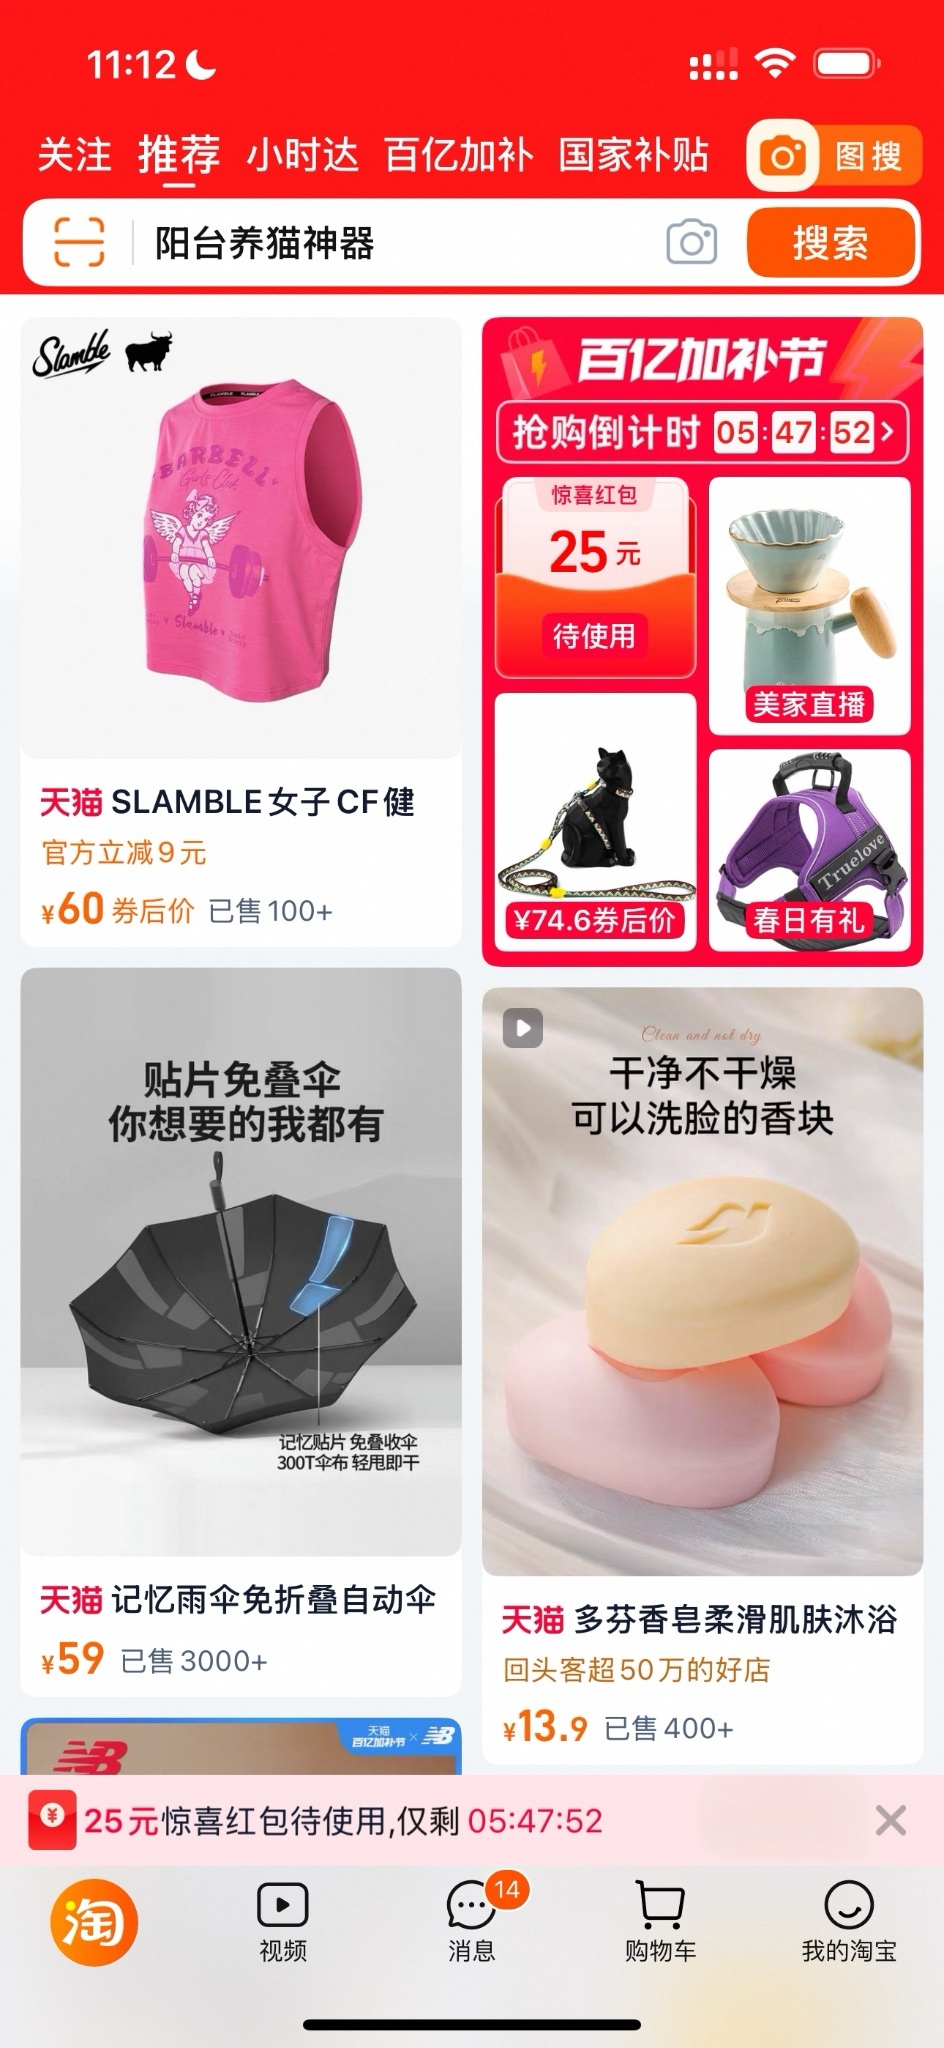 11:12
关注 推荐 小时达 百亿加补 国家补贴 图搜
阳台养猫神器 搜索
Slamble
BARBELL
Girls Club
Slamble
天猫 SLAMBLE女子CF健
官方立减9元
¥60 券后价 已售100+
百亿加补节
抢购倒计时 05:47:52
惊喜红包
25元
待使用
美家直播
¥74.6券后价
Truelove
春日有礼
贴片免叠伞
你想要的我都有
记忆贴片 免叠收伞
300T伞布 轻甩即干
天猫 记忆雨伞免折叠自动伞
¥59 已售3000+
Clean and not dry
干净不干燥
可以洗脸的香块
天猫 多芬香皂柔滑肌肤沐浴
回头客超50万的好店
¥13.9 已售400+
天猫
百亿加补节 × NB
NB
¥
25元惊喜红包待使用,仅剩 05:47:52
淘
视频
14
消息
购物车
我的淘宝